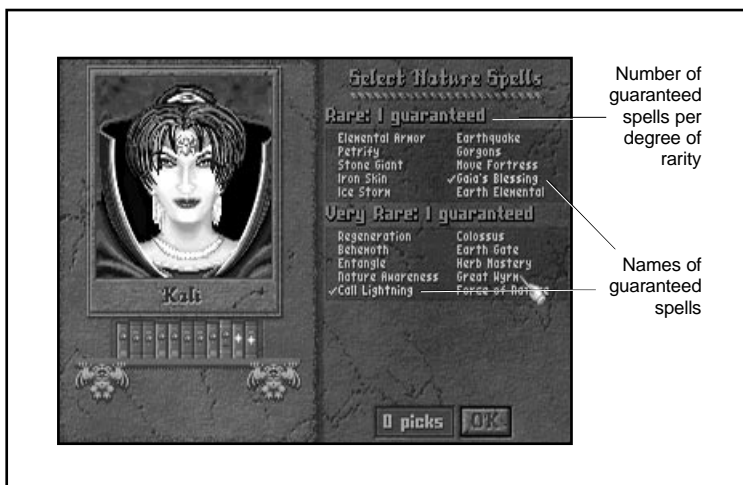 Select Nature Spells
Rare: 1 guaranteed
Elemental Armor Earthquake
Petrify Gorgons
Stone Giant Move Fortress
Iron Skin ✓Gaia's Blessing
Ice Storm Earth Elemental
Very Rare: 1 guaranteed
Regeneration Colossus
Behemoth Earth Gate
Entangle Herb Mastery
Nature Awareness Great Wyrm
✓Call Lightning Force of Nature
Kali
0 picks OK
Number of
guaranteed
spells per
degree of
rarity
Names of
guaranteed
spells